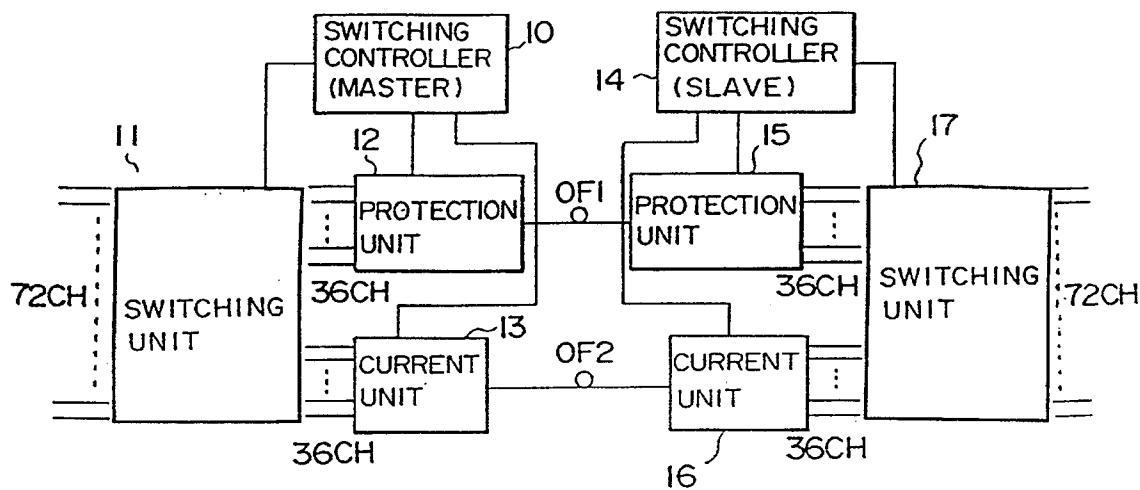 SWITCHING
CONTROLLER
(MASTER)
10
SWITCHING
CONTROLLER
(SLAVE)
14
11
12
15
17
PROTECTION
UNIT
OF1
PROTECTION
UNIT
72CH
SWITCHING
UNIT
36CH
36CH
SWITCHING
UNIT
72CH
13
CURRENT
UNIT
OF2
CURRENT
UNIT
36CH
16
36CH